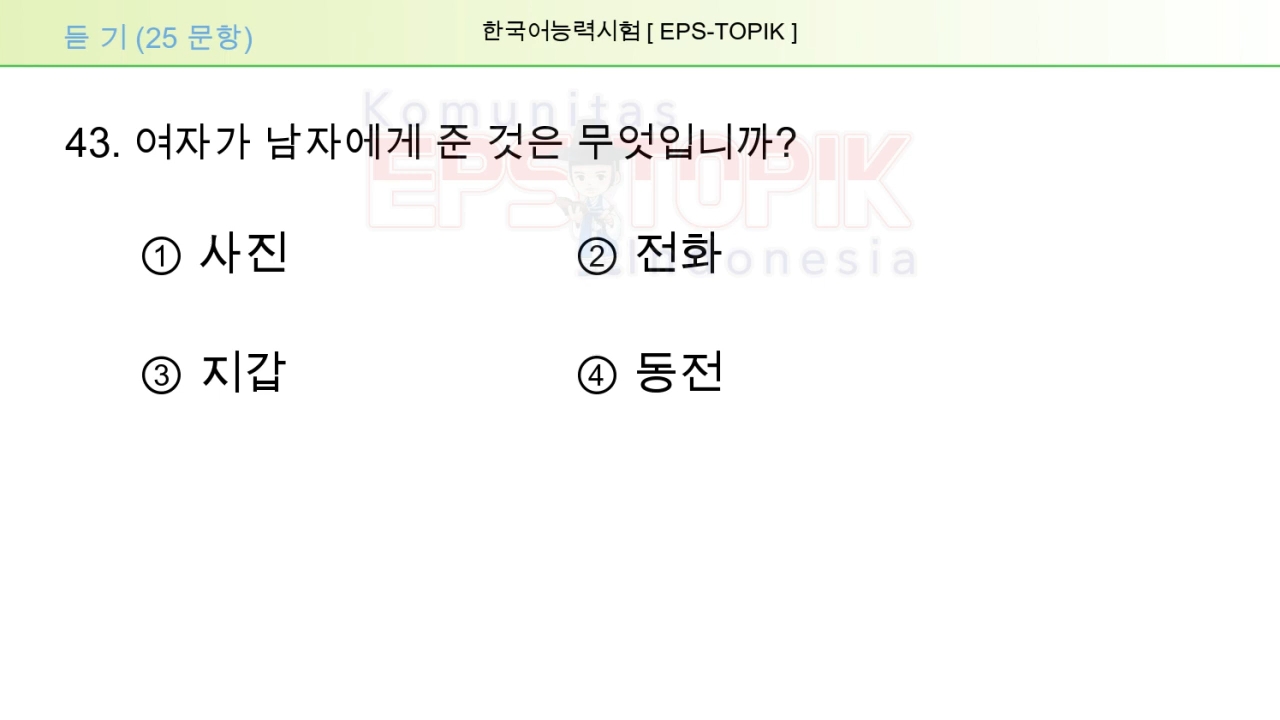 듣 기 (25 문항)
한국어능력시험 [ EPS-TOPIK ]
Komunitas
EPS TOPIK
Indonesia
43. 여자가 남자에게 준 것은 무엇입니까?
① 사진
② 전화
③ 지갑
④ 동전